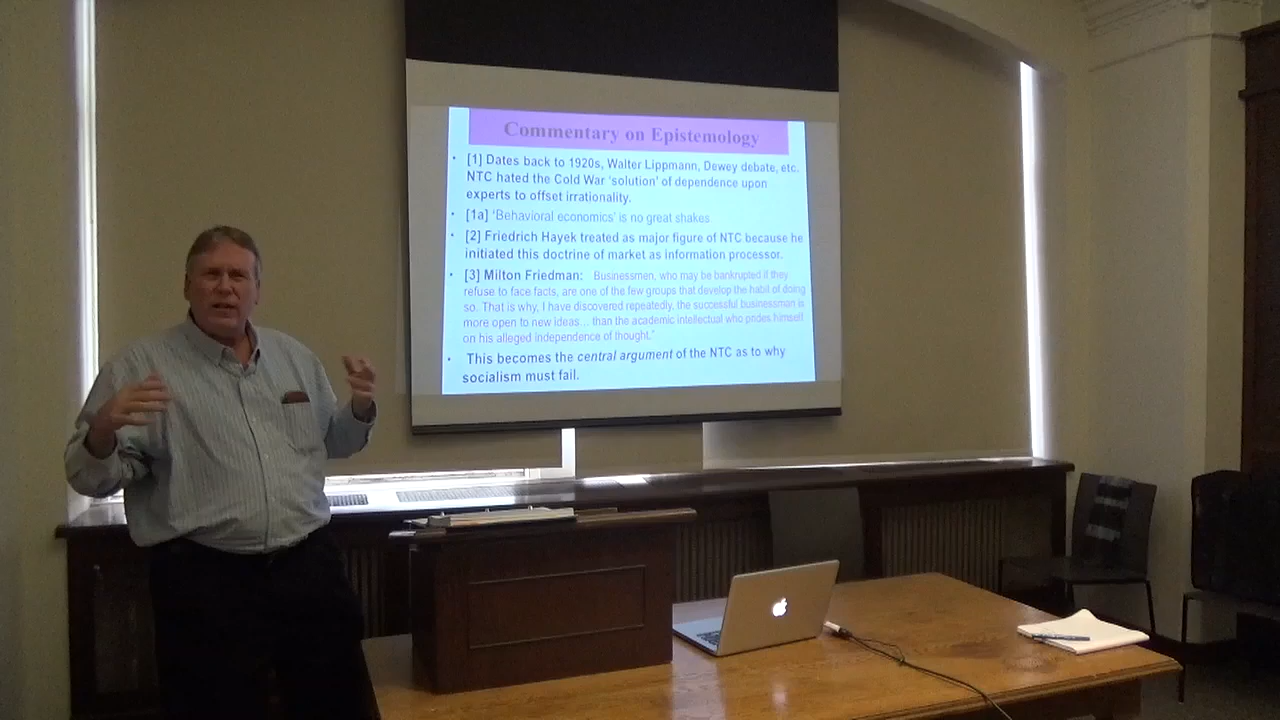 Commentary on Epistemology
• [1] Dates back to 1920s, Walter Lippmann, Dewey debate, etc.
NTC hated the Cold War 'solution' of dependence upon
experts to offset irrationality.
• [1a] 'Behavioral economics' is no great shakes
• [2] Friedrich Hayek treated as major figure of NTC because he
initiated this doctrine of market as information processor.
• [3] Milton Friedman: Businessmen, who may be bankrupted if they
refuse to face facts, are one of the few groups that develop the habit of doing
so. That is why, I have discovered repeatedly, the successful businessman is
more open to new ideas… than the academic intellectual who prides himself
on his alleged independence of thought."
• This becomes the central argument of the NTC as to why
socialism must fail.